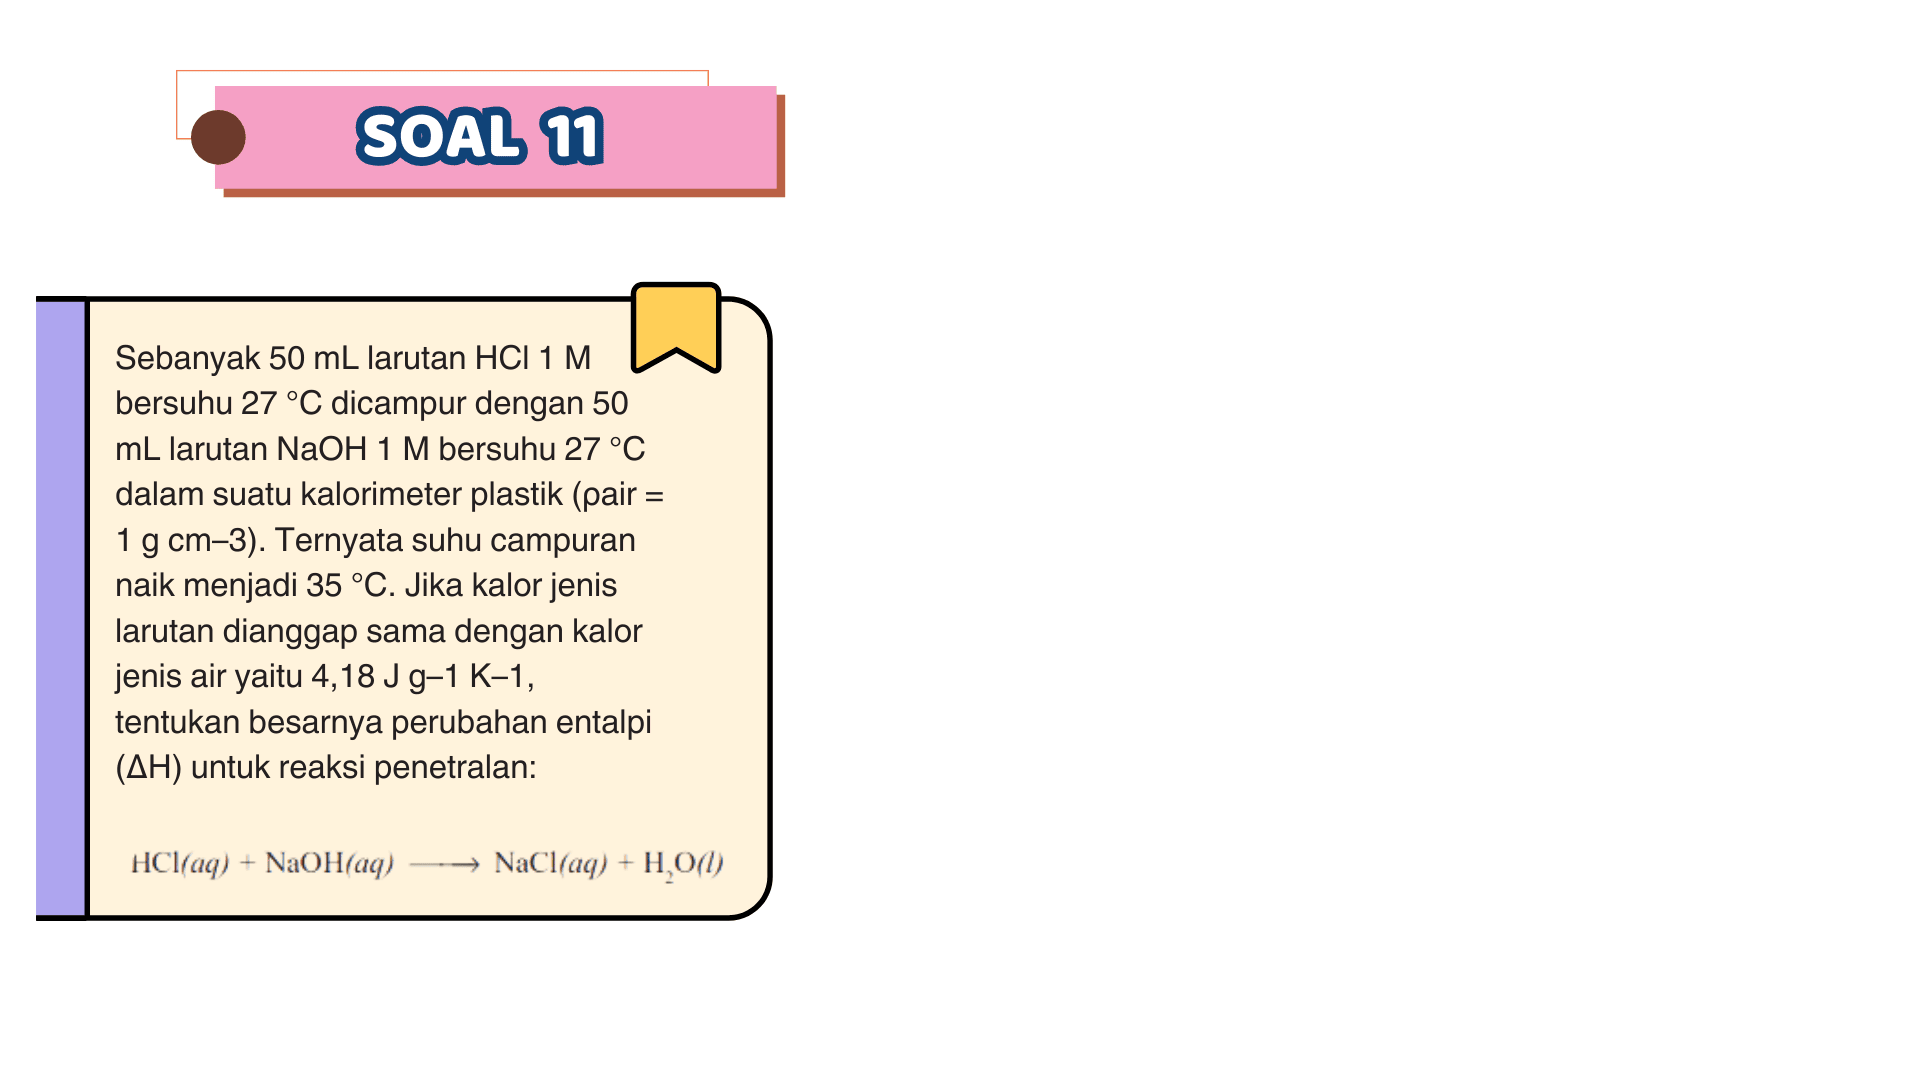 SOAL 11
Sebanyak 50 mL larutan HCl 1 M
bersuhu 27 °C dicampur dengan 50
mL larutan NaOH 1 M bersuhu 27 °C
dalam suatu kalorimeter plastik (ρair =
1 g cm–3). Ternyata suhu campuran
naik menjadi 35 °C. Jika kalor jenis
larutan dianggap sama dengan kalor
jenis air yaitu 4,18 J g–1 K–1,
tentukan besarnya perubahan entalpi
(ΔH) untuk reaksi penetralan:
HCl(aq) + NaOH(aq) ⟶ NaCl(aq) + H₂O(l)